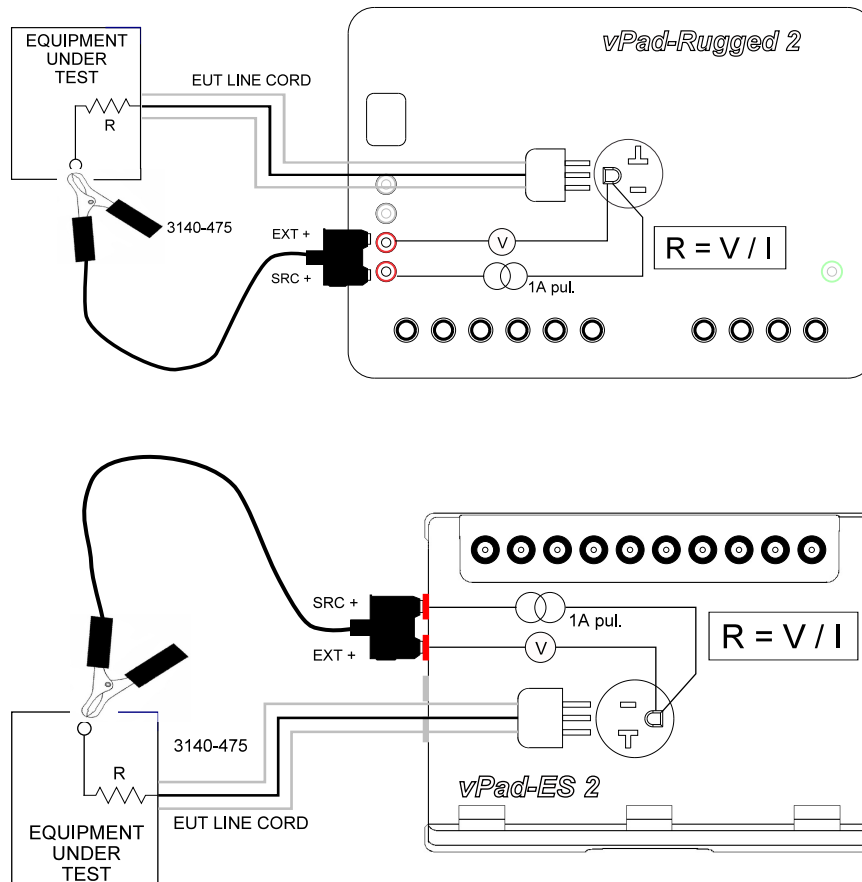 EQUIPMENT
UNDER
TEST
R
EUT LINE CORD
vPad-Rugged 2
3140-475
EXT +
SRC +
V
1A pul.
R = V / I
SRC +
EXT +
1A pul.
V
R = V / I
3140-475
R
EUT LINE CORD
vPad-ES 2
EQUIPMENT
UNDER
TEST